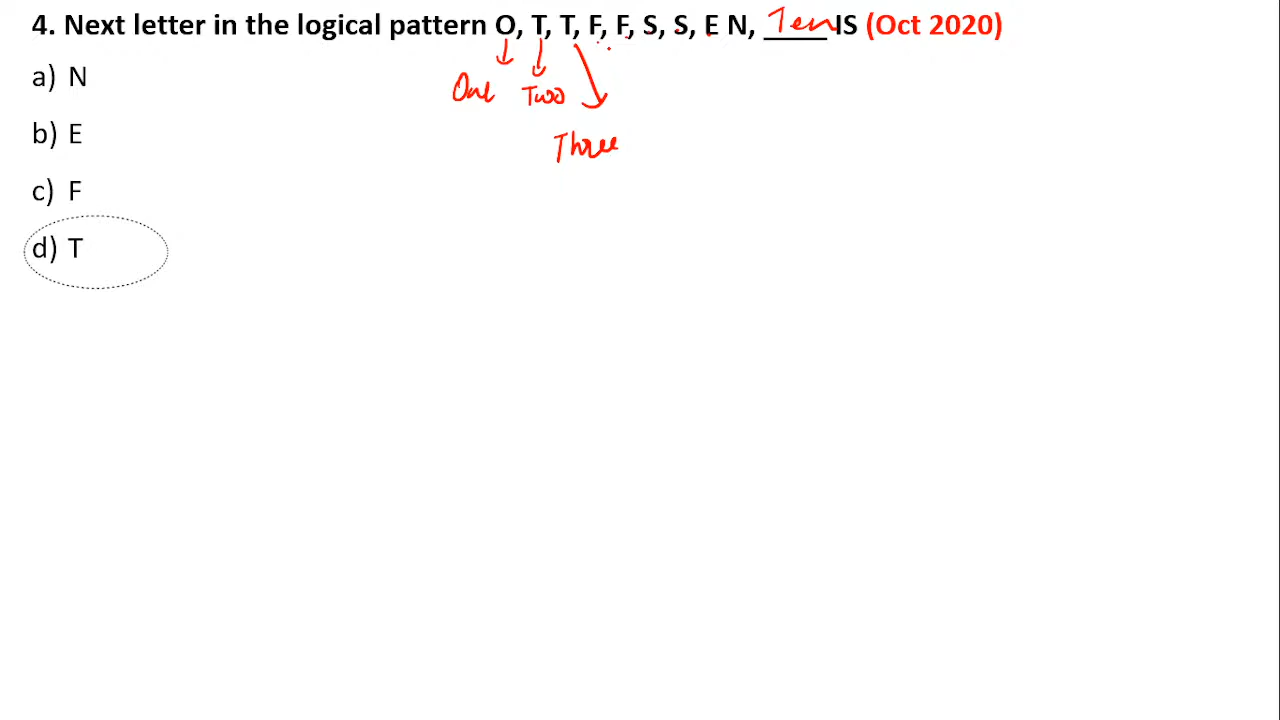 4. Next letter in the logical pattern O, T, T, F, F, S, S, E N, Ten IS (Oct 2020)
a) N
One Two
b) E
Three
c) F
d) T